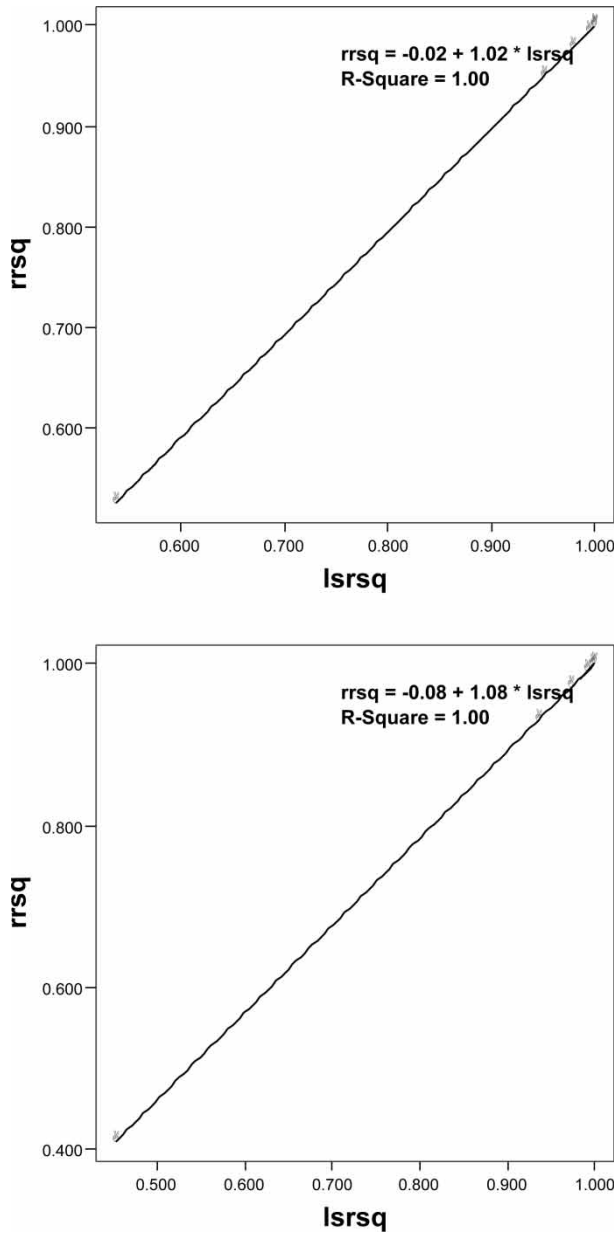 1.000
rrsq = -0.02 + 1.02 * lsrsq
R-Square = 1.00
0.900
0.800
rrsq
0.700
0.600
0.600 0.700 0.800 0.900 1.000
lsrsq
1.000
rrsq = -0.08 + 1.08 * lsrsq
R-Square = 1.00
0.800
rrsq
0.600
0.400
0.500 0.600 0.700 0.800 0.900 1.000
lsrsq